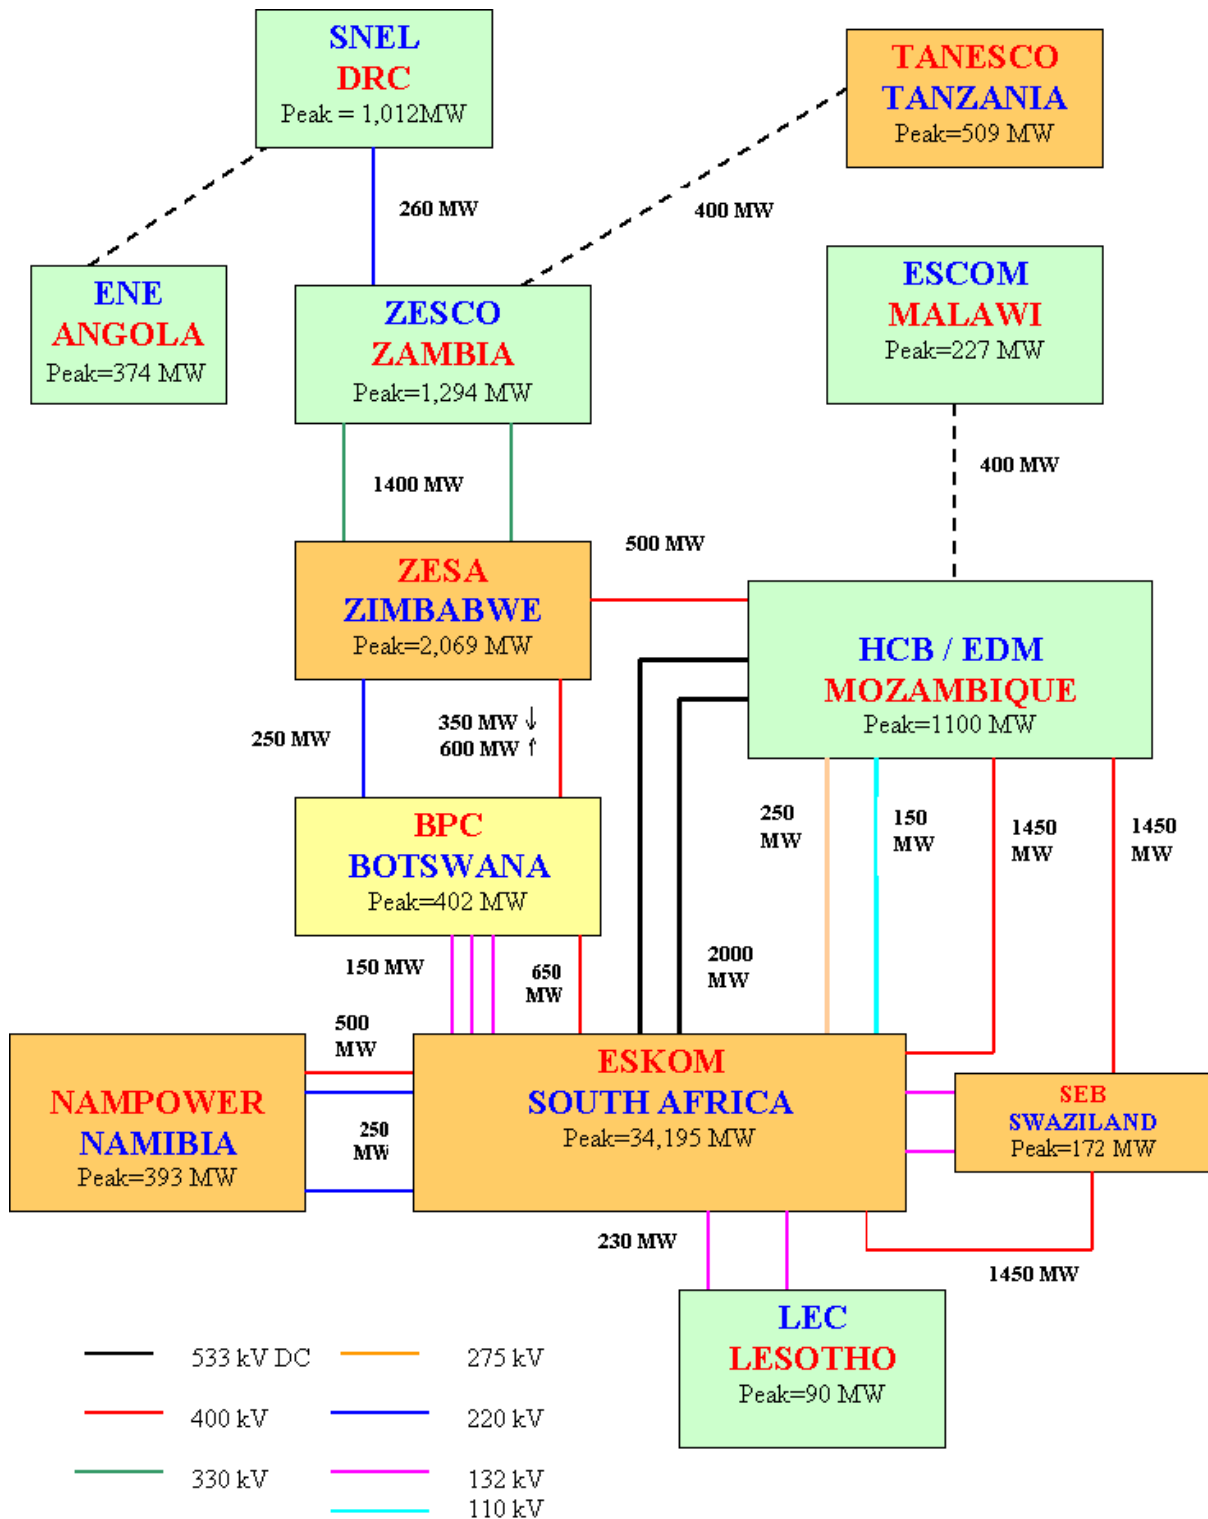 SNEL
DRC
Peak = 1,012MW
TANESCO
TANZANIA
Peak=509 MW
260 MW
400 MW
ENE
ANGOLA
Peak=374 MW
ZESCO
ZAMBIA
Peak=1,294 MW
ESCOM
MALAWI
Peak=227 MW
1400 MW
400 MW
500 MW
ZESA
ZIMBABWE
Peak=2,069 MW
HCB / EDM
MOZAMBIQUE
Peak=1100 MW
250 MW
350 MW ↓
600 MW ↑
BPC
BOTSWANA
Peak=402 MW
250
MW
150
MW
1450
MW
1450
MW
150 MW
650
MW
2000
MW
500
MW
NAMPOWER
NAMIBIA
Peak=393 MW
250
MW
ESKOM
SOUTH AFRICA
Peak=34,195 MW
SEB
SWAZILAND
Peak=172 MW
230 MW
1450 MW
LEC
LESOTHO
Peak=90 MW
533 kV DC
275 kV
400 kV
220 kV
330 kV
132 kV
110 kV